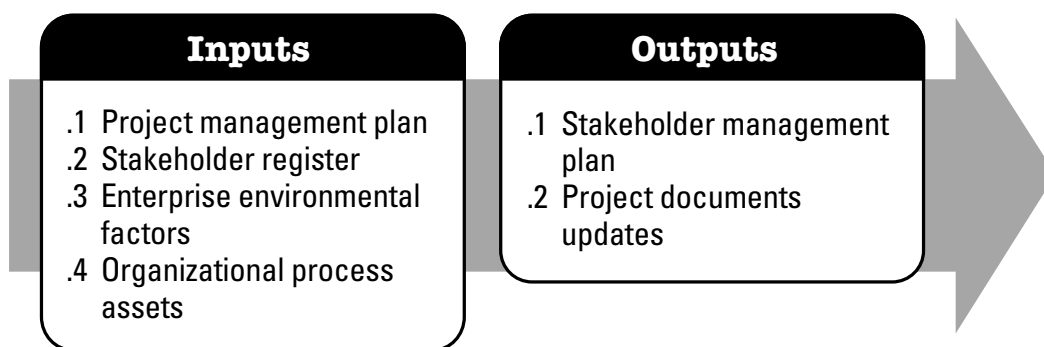 Inputs
.1 Project management plan
.2 Stakeholder register
.3 Enterprise environmental
factors
.4 Organizational process
assets
Outputs
.1 Stakeholder management
plan
.2 Project documents
updates